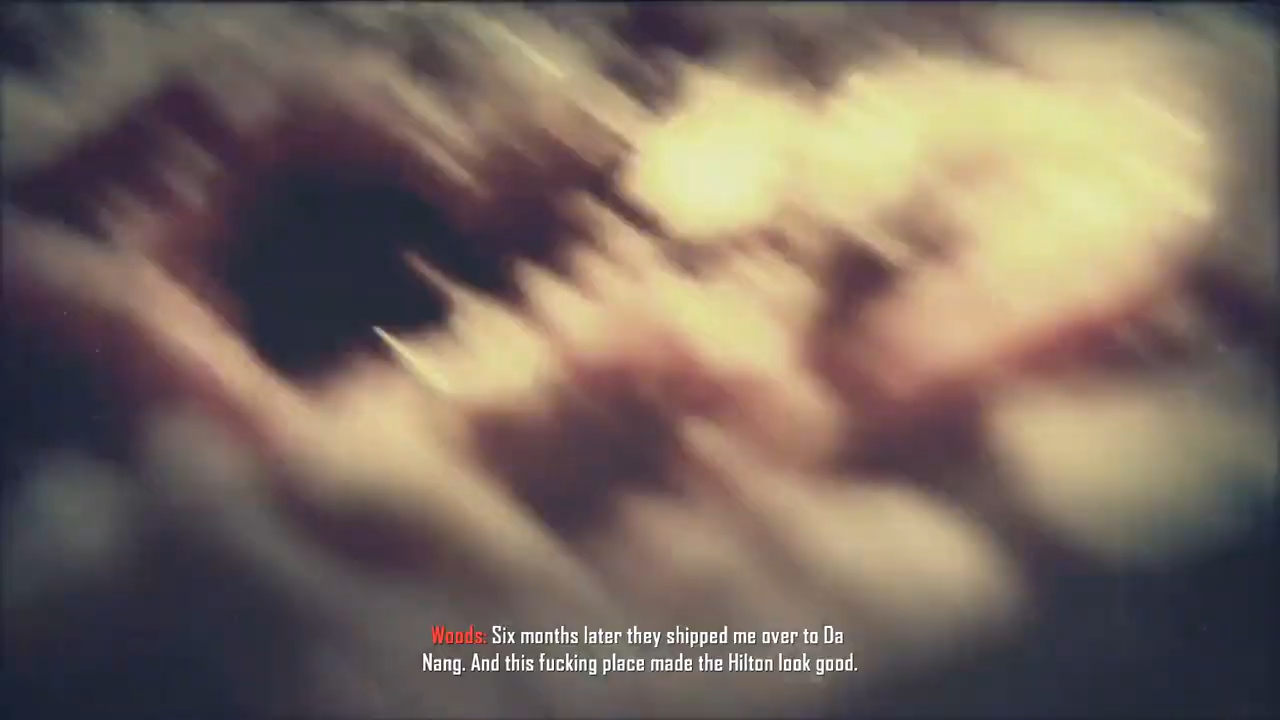 Woods: Six months later they shipped me over to Da
Nang. And this fucking place made the Hilton look good.